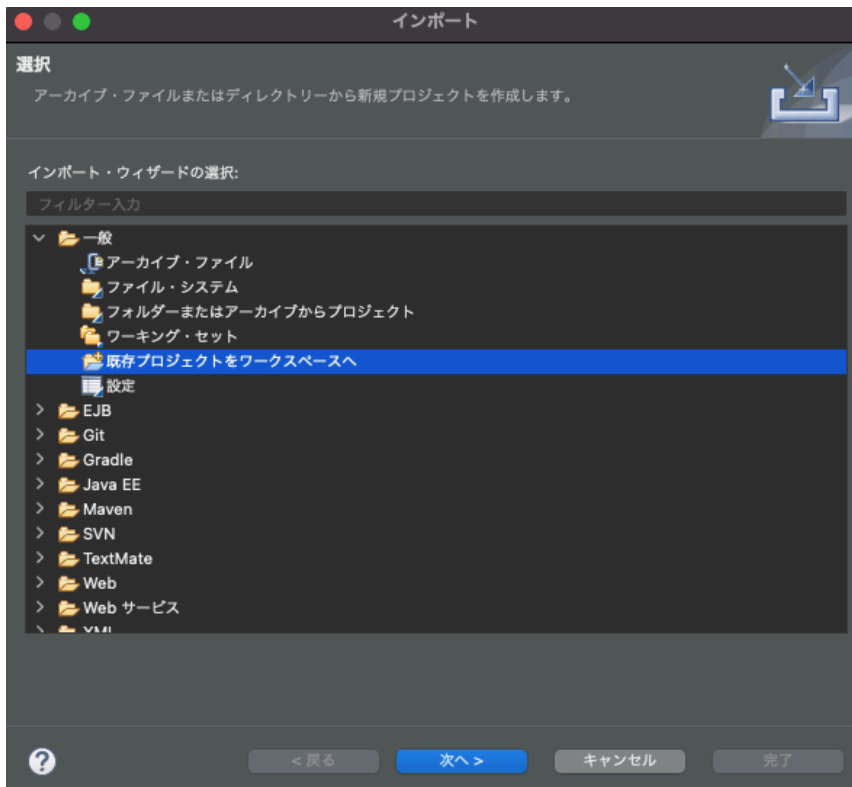 インポート
選択
アーカイブ・ファイルまたはディレクトリーから新規プロジェクトを作成します。
インポート・ウィザードの選択:
フィルター入力
一般
アーカイブ・ファイル
ファイル・システム
フォルダーまたはアーカイブからプロジェクト
ワーキング・セット
既存プロジェクトをワークスペースへ
設定
EJB
Git
Gradle
Java EE
Maven
SVN
TextMate
Web
Web サービス
XML
?
< 戻る
次へ >
キャンセル
完了